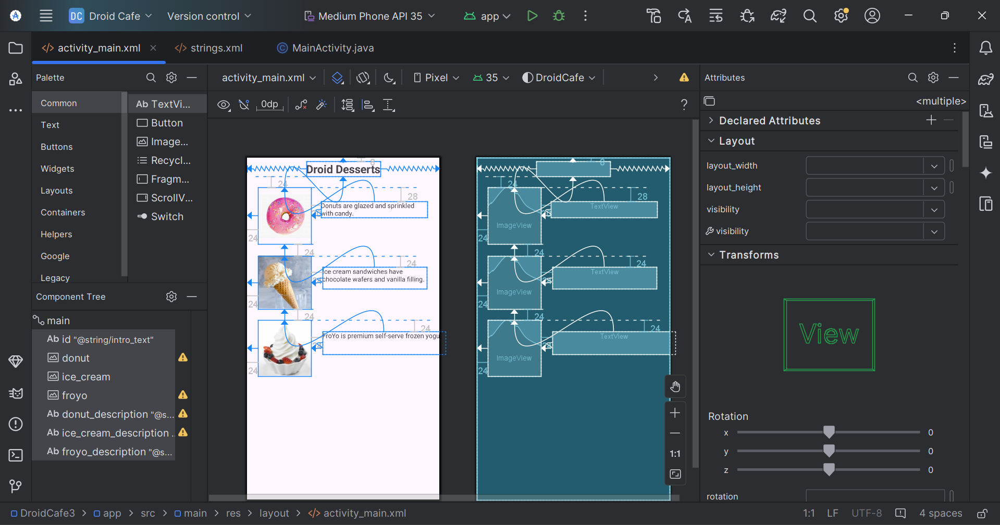 DC Droid Cafe Version control Medium Phone API 35 app
activity_main.xml strings.xml MainActivity.java
Palette
activity_main.xml Pixel 35 DroidCafe
Attributes
Common
Text
Buttons
Widgets
Layouts
Containers
Helpers
Google
Legacy
Ab TextVi...
Button
Image...
Recycl...
Fragm...
ScrollV...
Switch
0dp
?
<multiple>
Declared Attributes
Layout
layout_width
layout_height
visibility
visibility
Transforms
View
Rotation
x 0
y 0
z 0
rotation
Component Tree
main
Ab id "@string/intro_text"
donut
ice_cream
froyo
Ab donut_description "@s...
Ab ice_cream_description ..
Ab froyo_description "@s...
8
Droid Desserts
24
28
Donuts are glazed and sprinkled
with candy.
24
24
24
Ice cream sandwiches have
chocolate wafers and vanilla filling.
24
24
24
FroYo is premium self-serve frozen yogu
24
8
24
28
TextView
ImageView
24
24
24
TextView
ImageView
24
24
24
TextView
ImageView
24
1:1
DroidCafe3 > app > src > main > res > layout > activity_main.xml
1:1 LF UTF-8 4 spaces